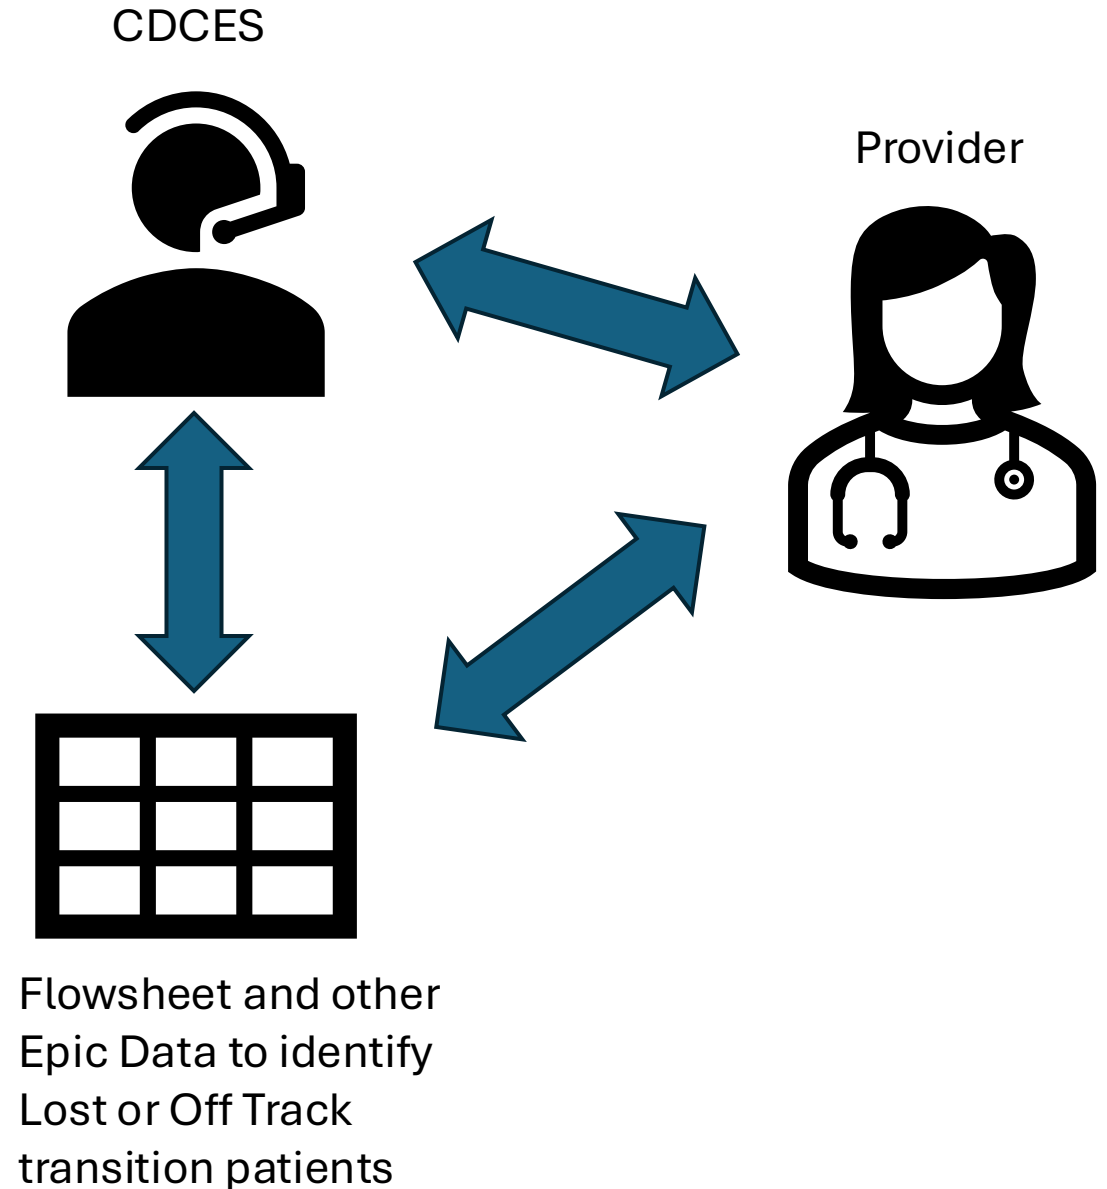 CDCES
Provider
Flowsheet and other
Epic Data to identify
Lost or Off Track
transition patients